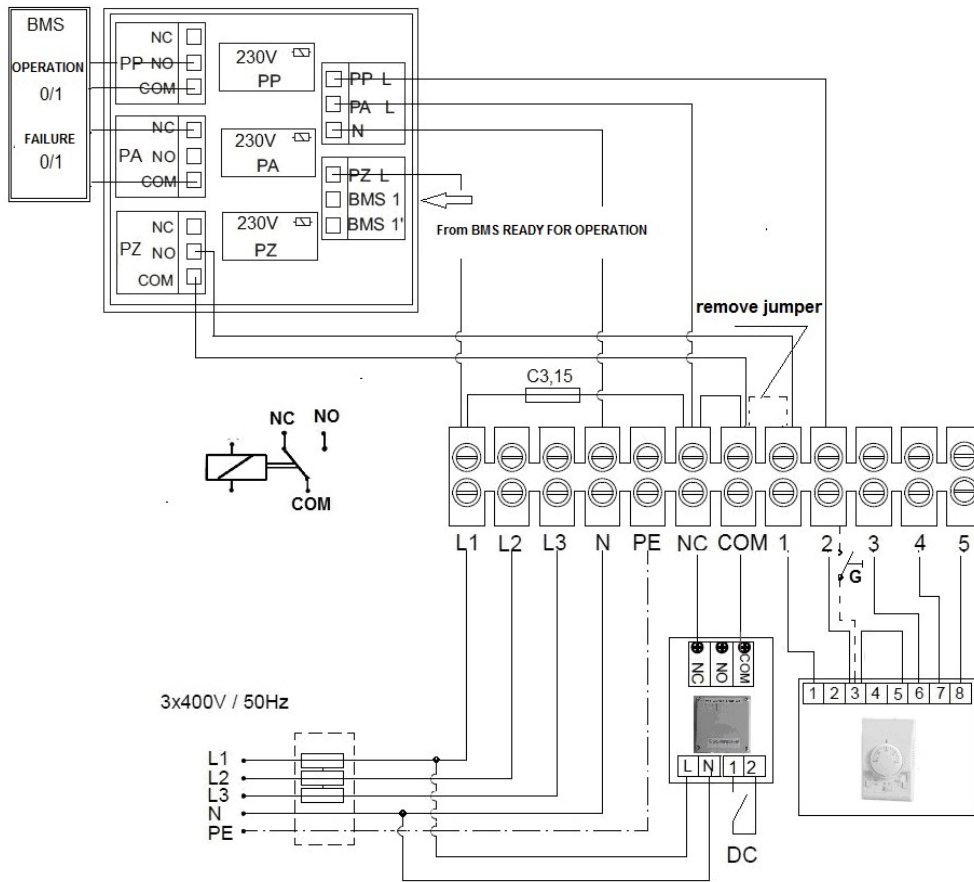 BMS
OPERATION
0/1
FAILURE
0/1
NC
PP NO
COM
NC
PA NO
COM
NC
PZ NO
COM
230V
PP
230V
PA
230V
PZ
PP L
PA L
N
PZ L
BMS 1
BMS 1'
From BMS READY FOR OPERATION
remove jumper
C3,15
NC NO
COM
L1 L2 L3 N PE NC COM 1 2 3 4 5
G
NC NO COM
L N 1 2
DC
1 2 3 4 5 6 7 8
3x400V / 50Hz
L1
L2
L3
N
PE